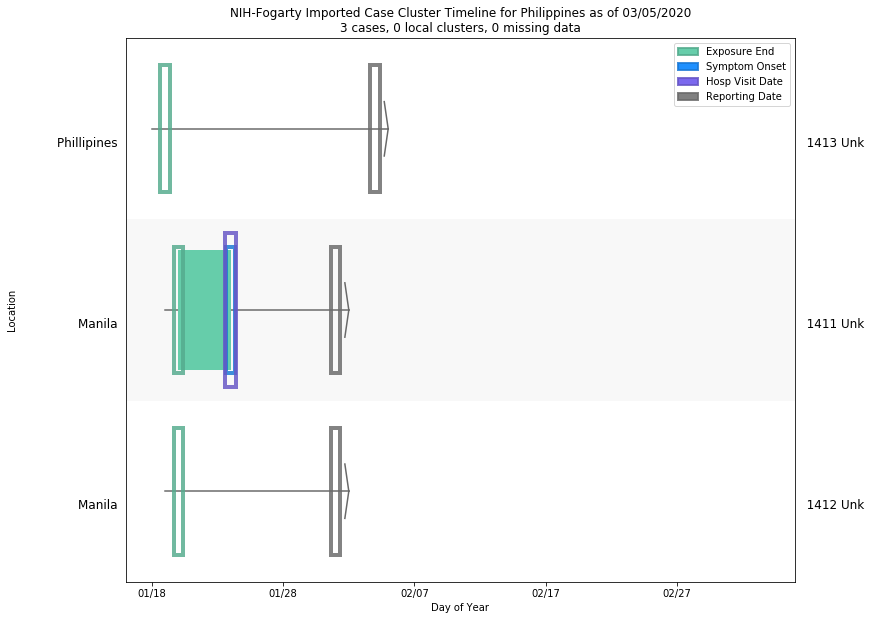 NIH-Fogarty Imported Case Cluster Timeline for Philippines as of 03/05/2020
3 cases, 0 local clusters, 0 missing data
Exposure End
Symptom Onset
Hosp Visit Date
Reporting Date
Phillipines
1413 Unk
Manila
1411 Unk
Manila
1412 Unk
Location
01/18
01/28
02/07
02/17
02/27
Day of Year